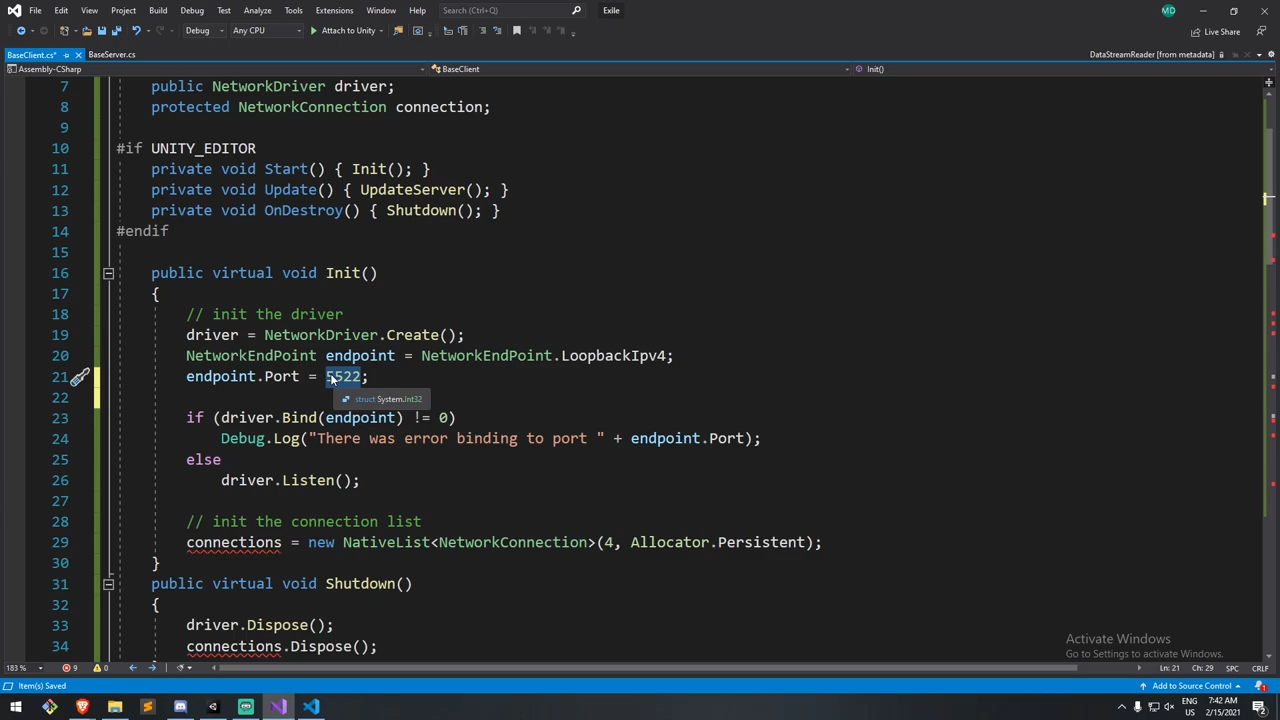 File Edit View Project Build Debug Test Analyze Tools Extensions Window Help Search (Ctrl+Q) Exile MD
Debug Any CPU Attach to Unity Live Share
BaseClient.cs* BaseServer.cs DataStreamReader [from metadata]
Assembly-CSharp BaseClient Init()
7 public NetworkDriver driver;
8 protected NetworkConnection connection;
9
10 #if UNITY_EDITOR
11 private void Start() { Init(); }
12 private void Update() { UpdateServer(); }
13 private void OnDestroy() { Shutdown(); }
14 #endif
15
16 public virtual void Init()
17 {
18 // init the driver
19 driver = NetworkDriver.Create();
20 NetworkEndPoint endpoint = NetworkEndPoint.LoopbackIpv4;
21 endpoint.Port = 5522;
22
struct System.Int32
23 if (driver.Bind(endpoint) != 0)
24 Debug.Log("There was error binding to port " + endpoint.Port);
25 else
26 driver.Listen();
27
28 // init the connection list
29 connections = new NativeList<NetworkConnection>(4, Allocator.Persistent);
30 }
31 public virtual void Shutdown()
32 {
33 driver.Dispose();
34 connections.Dispose();
Activate Windows
Go to Settings to activate Windows.
183 % 9 0 Ln: 21 Ch: 29 SPC CRLF
Item(s) Saved Add to Source Control 1
ENG 7:42 AM
US 2/15/2021 2